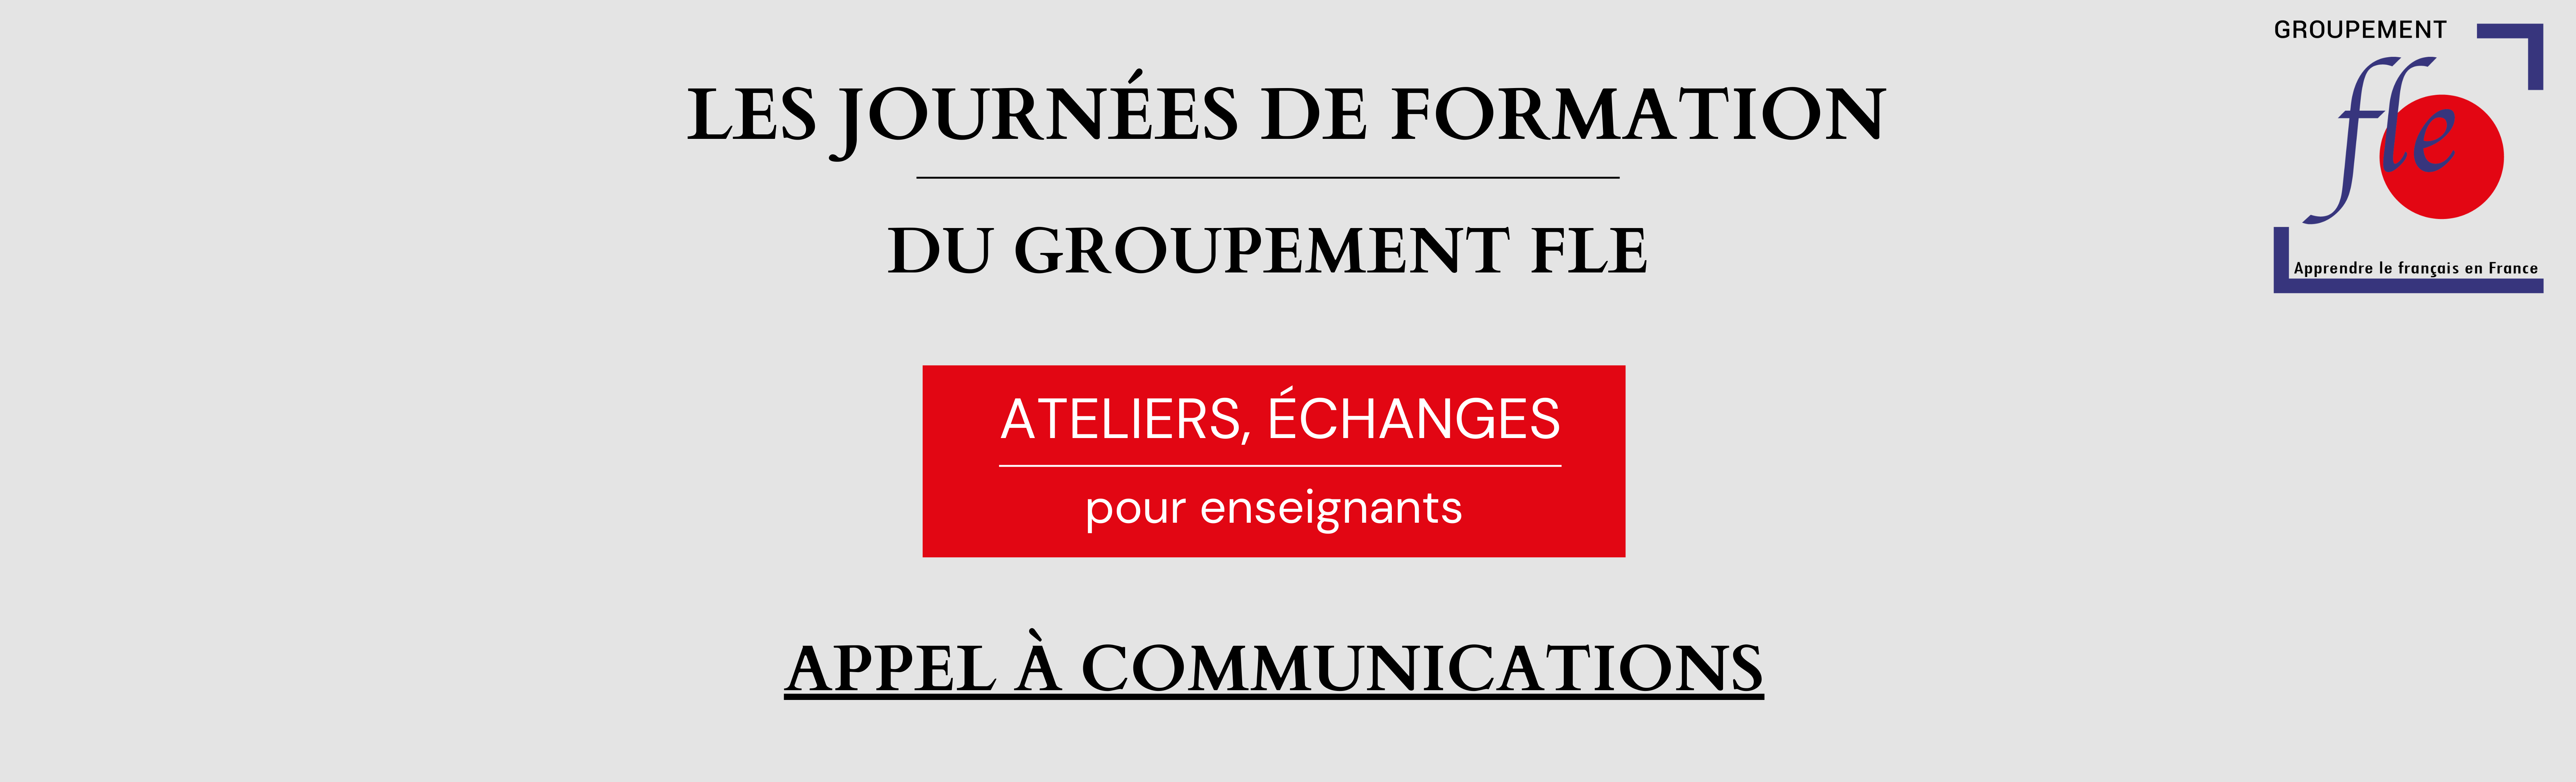 LES JOURNÉES DE FORMATION
DU GROUPEMENT FLE
ATELIERS, ÉCHANGES
pour enseignants
APPEL À COMMUNICATIONS
GROUPEMENT
fle
Apprendre le français en France